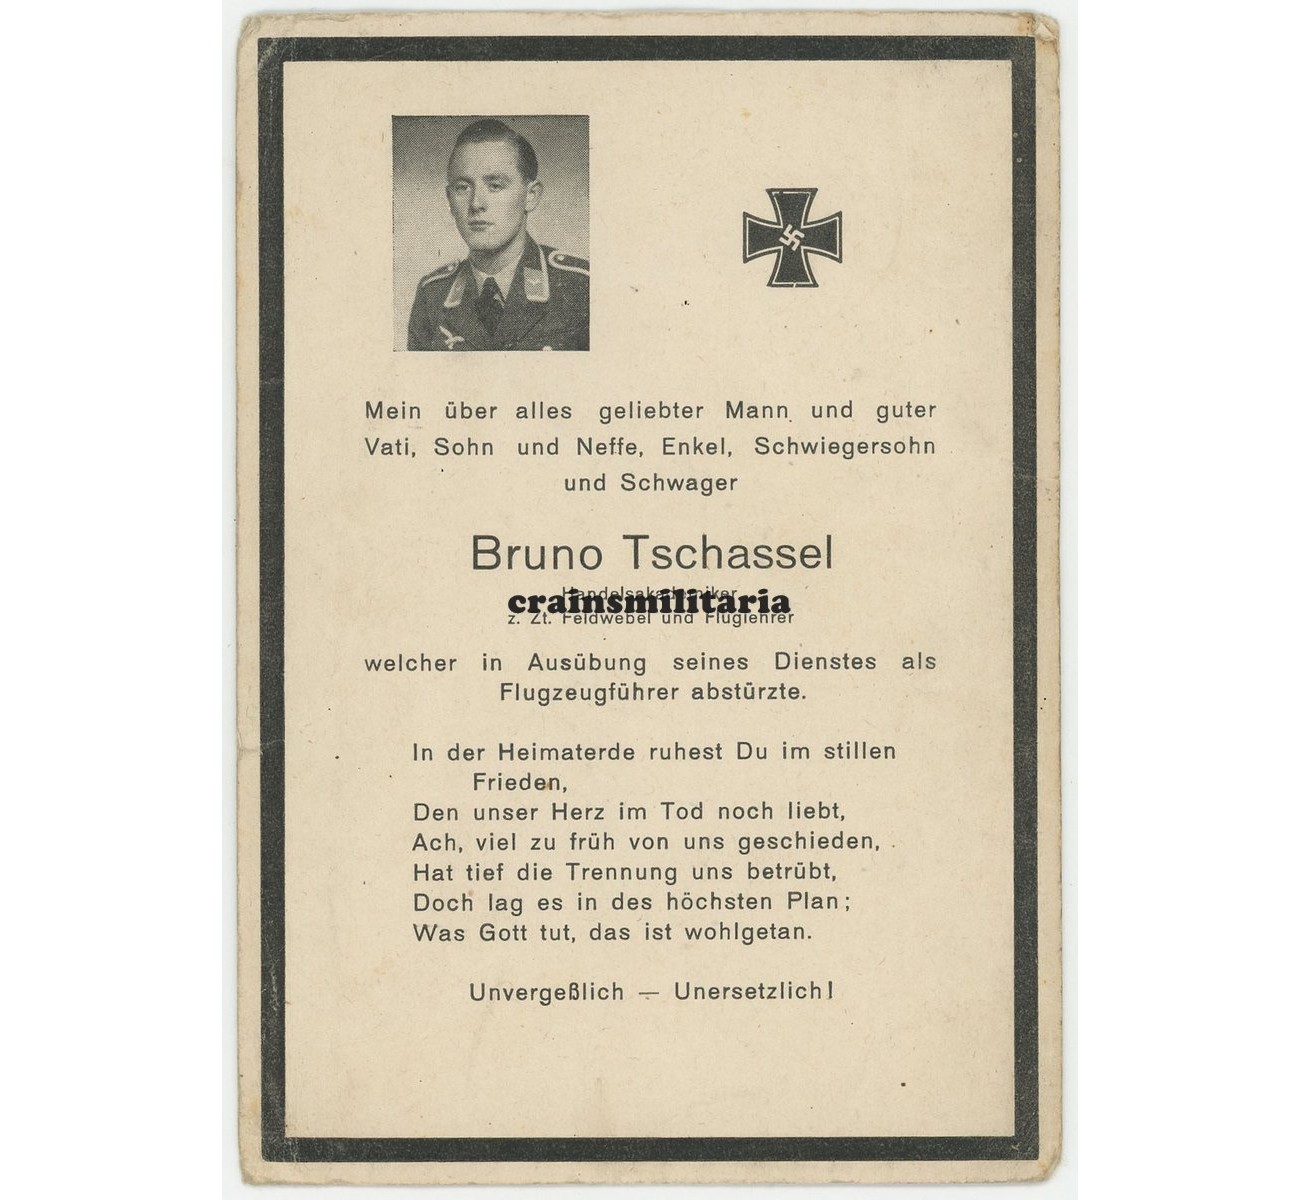 Mein über alles geliebter Mann und guter
Vati, Sohn und Neffe, Enkel, Schwiegersohn
und Schwager
Bruno Tschassel
Handelsakademiker
crainsmilitaria
z. Zt. Feldwebel und Fluglehrer
welcher in Ausübung seines Dienstes als
Flugzeugführer abstürzte.
In der Heimaterde ruhest Du im stillen
Frieden,
Den unser Herz im Tod noch liebt,
Ach, viel zu früh von uns geschieden,
Hat tief die Trennung uns betrübt,
Doch lag es in des höchsten Plan;
Was Gott tut, das ist wohlgetan.
Unvergeßlich — Unersetzlich!